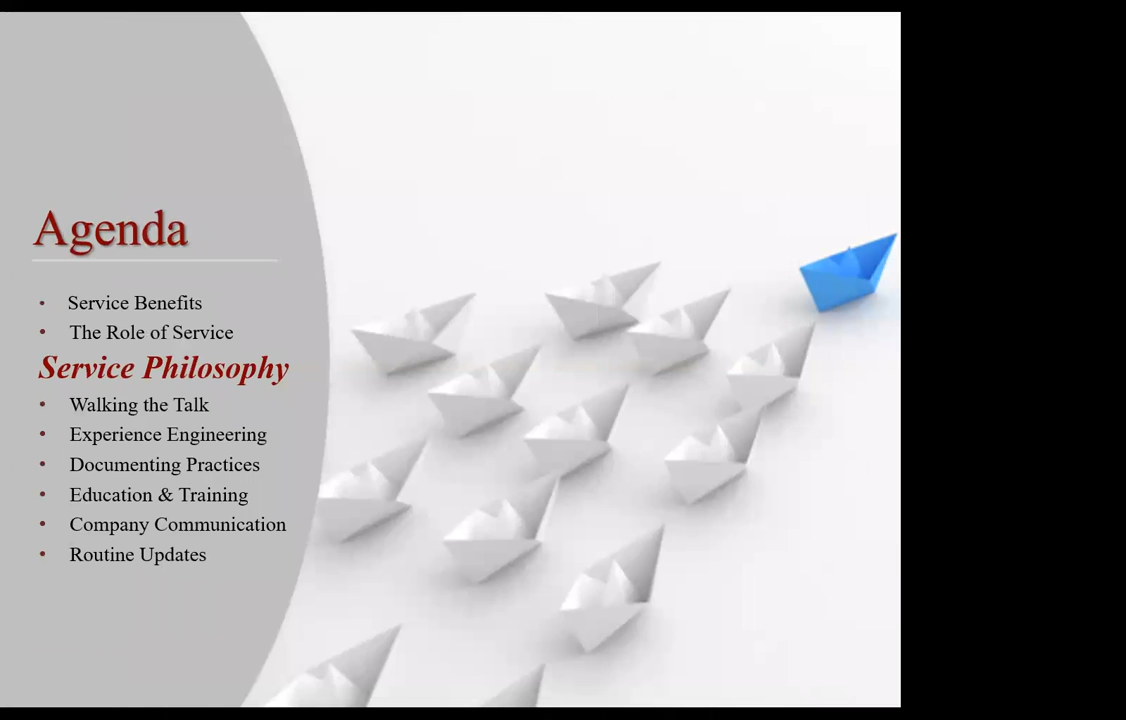 Agenda
• Service Benefits
• The Role of Service
Service Philosophy
• Walking the Talk
• Experience Engineering
• Documenting Practices
• Education & Training
• Company Communication
• Routine Updates